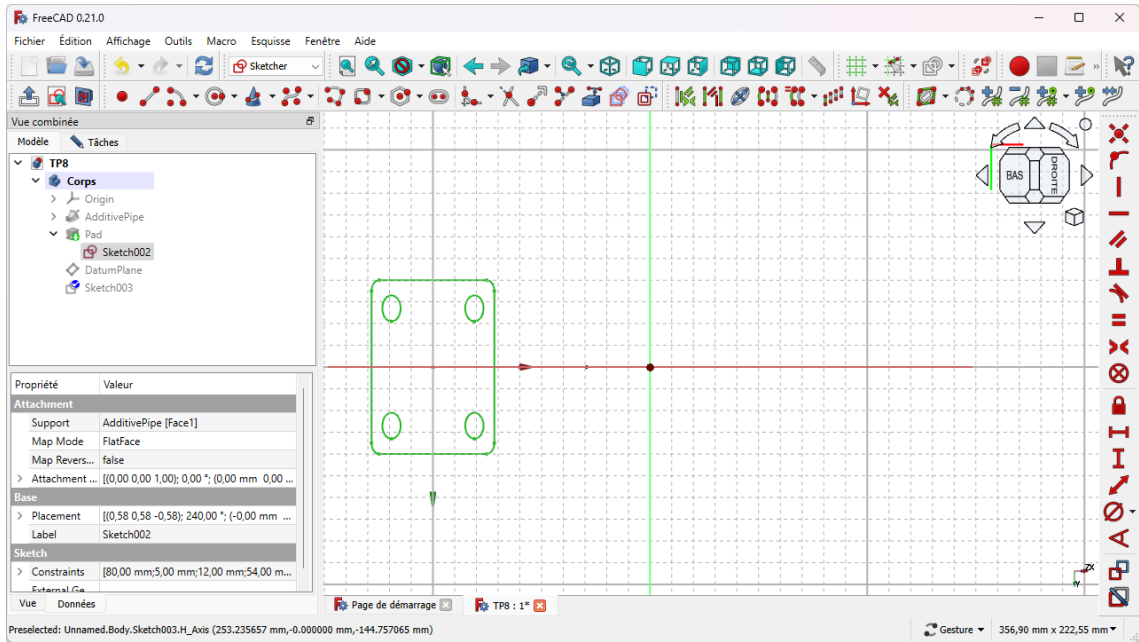 FreeCAD 0.21.0
Fichier Édition Affichage Outils Macro Esquisse Fenêtre Aide
Sketcher
Vue combinée
Modèle Tâches
TP8
Corps
Origin
AdditivePipe
Pad
Sketch002
DatumPlane
Sketch003
Propriété Valeur
Attachment
Support AdditivePipe [Face1]
Map Mode FlatFace
Map Revers... false
Attachment ... [(0,00 0,00 1,00); 0,00 °; (0,00 mm 0,00 ...
Base
Placement [(0,58 0,58 -0,58); 240,00 °; (-0,00 mm ...
Label Sketch002
Sketch
Constraints [80,00 mm;5,00 mm;12,00 mm;54,00 m...
External Ge...
Vue Données
BAS
DROITE
ZX
Y
Page de démarrage
TP8 : 1*
Preselected: Unnamed.Body.Sketch003.H_Axis (253.235657 mm,-0.000000 mm,-144.757065 mm)
Gesture 356,90 mm x 222,55 mm